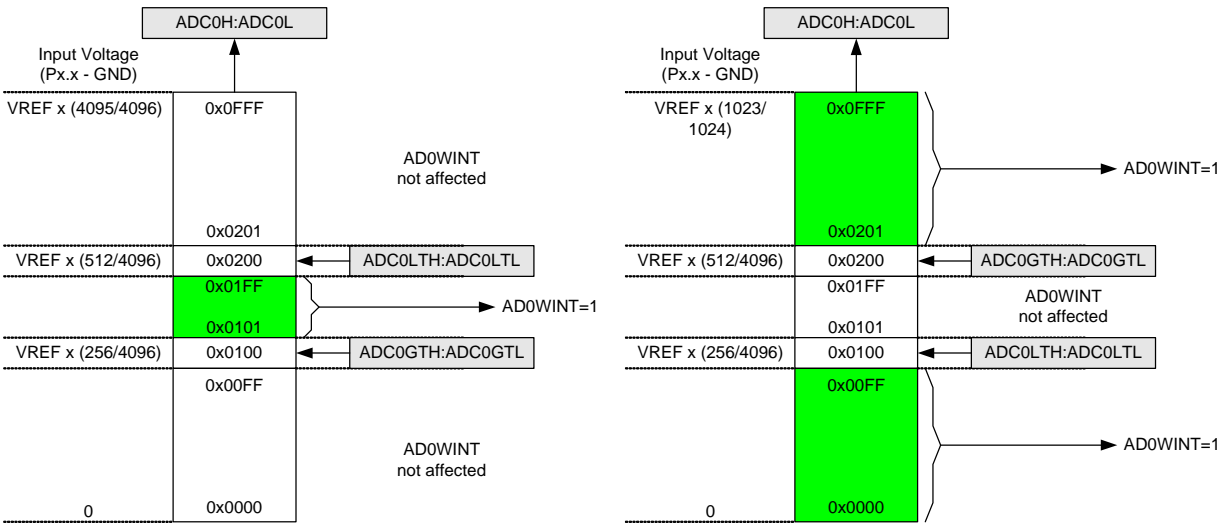 ADC0H:ADC0L
Input Voltage
(Px.x - GND)
VREF x (4095/4096)
0x0FFF
AD0WINT
not affected
0x0201
VREF x (512/4096)
0x0200
ADC0LTH:ADC0LTL
0x01FF
AD0WINT=1
0x0101
VREF x (256/4096)
0x0100
ADC0GTH:ADC0GTL
0x00FF
AD0WINT
not affected
0
0x0000
ADC0H:ADC0L
Input Voltage
(Px.x - GND)
VREF x (1023/
1024)
0x0FFF
AD0WINT=1
0x0201
VREF x (512/4096)
0x0200
ADC0GTH:ADC0GTL
0x01FF
AD0WINT
not affected
0x0101
VREF x (256/4096)
0x0100
ADC0LTH:ADC0LTL
0x00FF
AD0WINT=1
0
0x0000